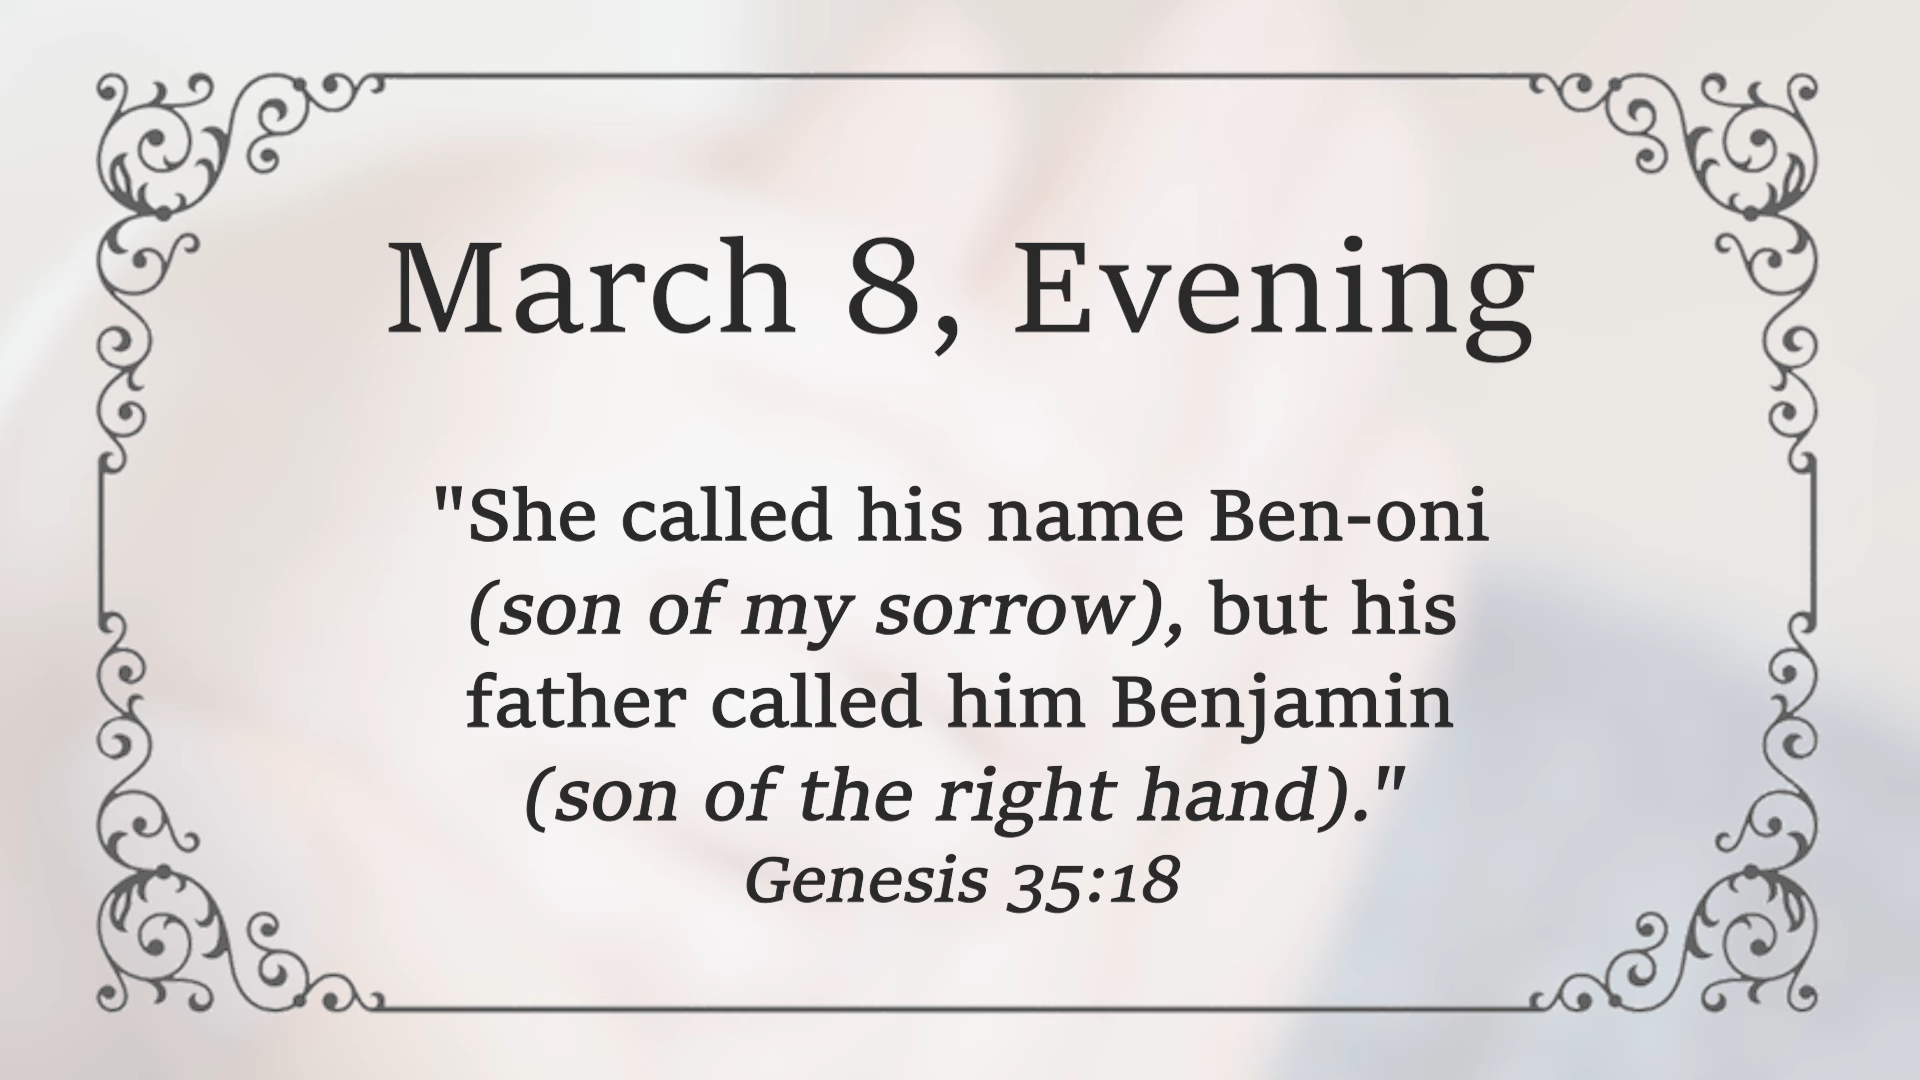 March 8, Evening
"She called his name Ben-oni
(son of my sorrow), but his
father called him Benjamin
(son of the right hand)."
Genesis 35:18